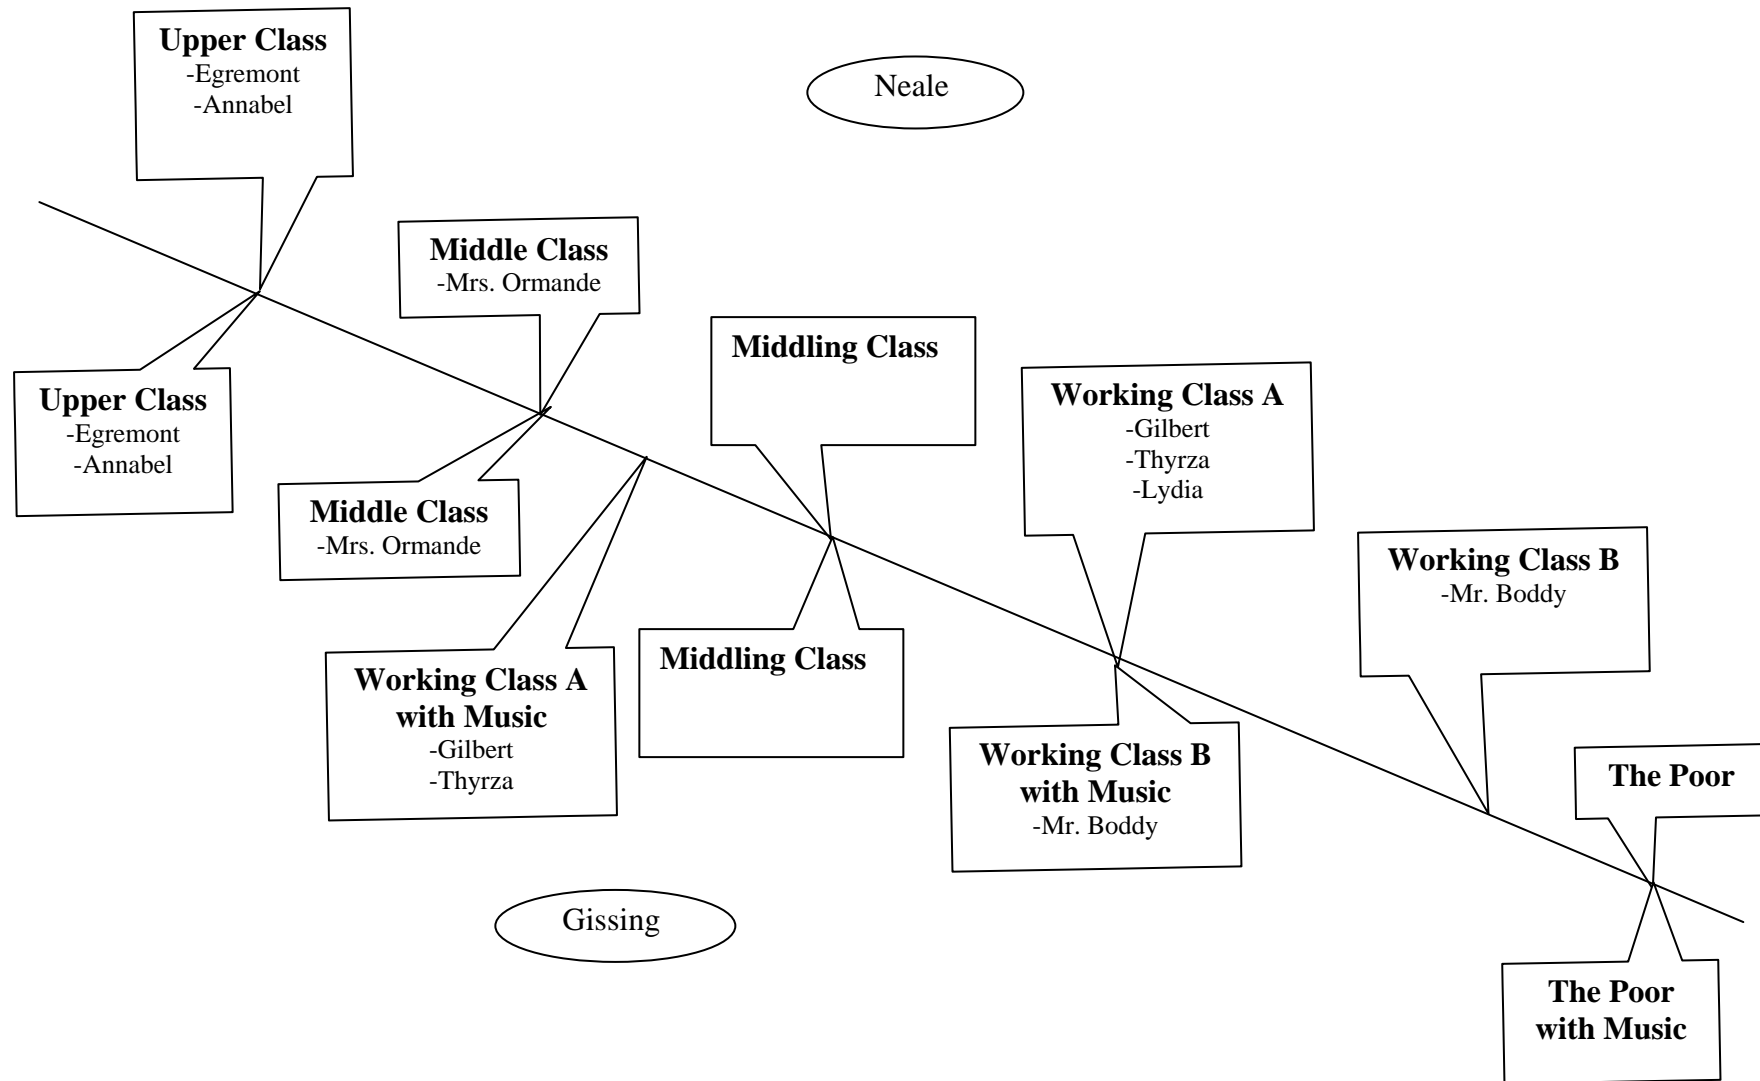 Upper Class
-Egremont
-Annabel
Neale
Middle Class
-Mrs. Ormande
Middling Class
Working Class A
-Gilbert
-Thyrza
-Lydia
Working Class B
-Mr. Boddy
The Poor
Upper Class
-Egremont
-Annabel
Middle Class
-Mrs. Ormande
Working Class A
with Music
-Gilbert
-Thyrza
Middling Class
Working Class B
with Music
-Mr. Boddy
Gissing
The Poor
with Music